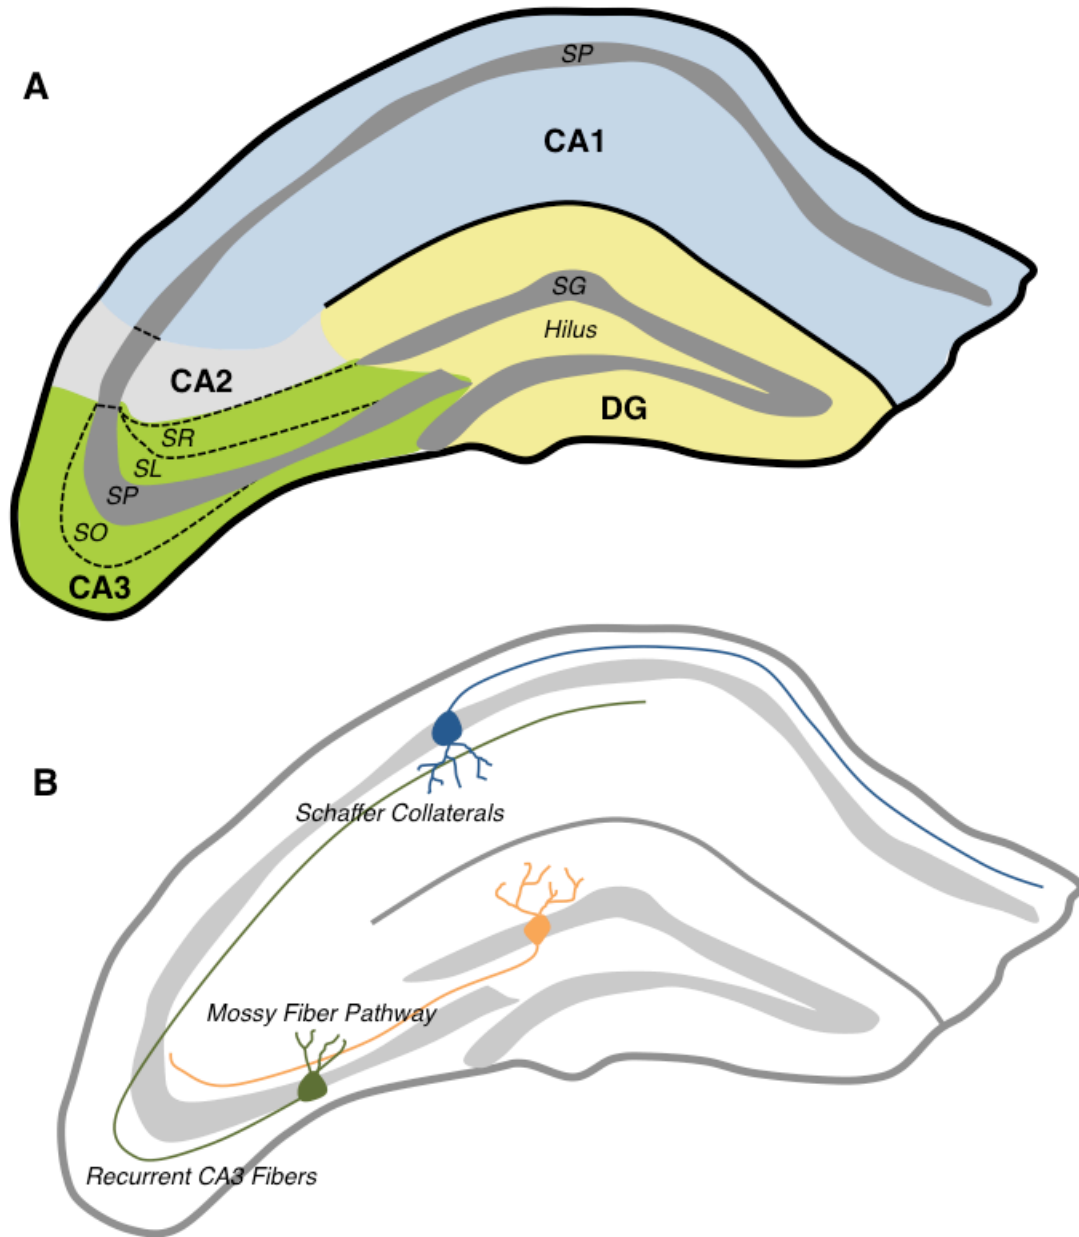 A
SP
CA1
SG
Hilus
CA2
DG
SR
SL
SP
SO
CA3
B
Schaffer Collaterals
Mossy Fiber Pathway
Recurrent CA3 Fibers